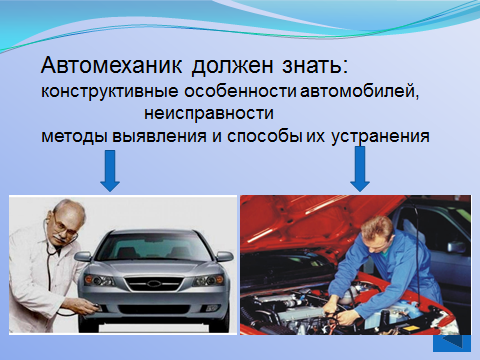 Автомеханик должен знать:
конструктивные особенности автомобилей,
неисправности
методы выявления и способы их устранения